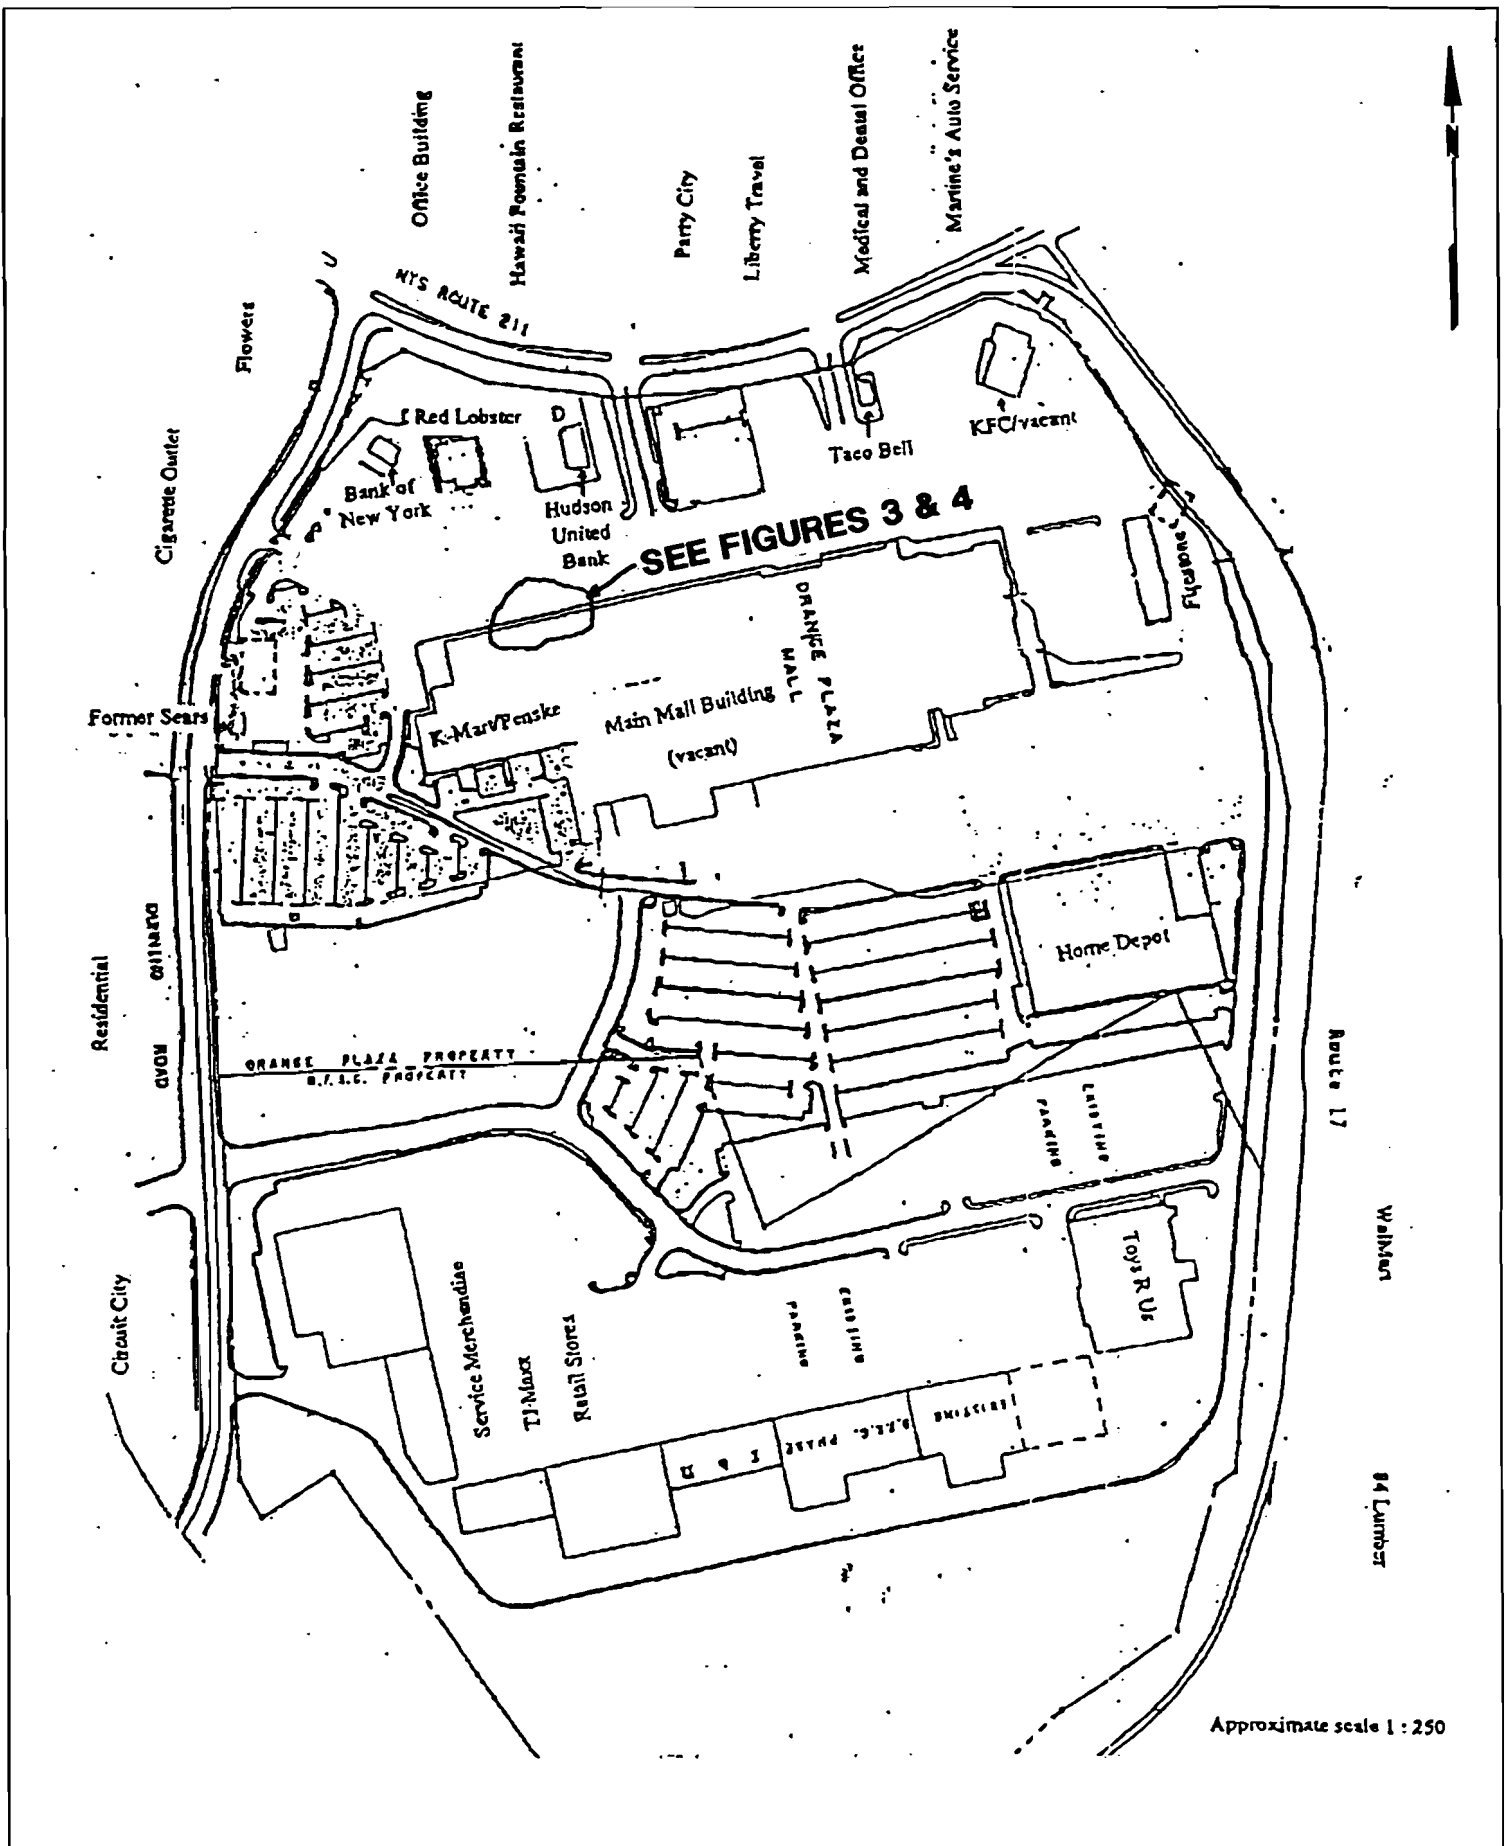 Office Building
Hawaii Fountain Restaurant
Party City
Liberty Travel
Medical and Dental Office
Martine's Auto Service
N
Flowers
NYS ROUTE 211
Cigarette Outlet
Red Lobster
D
Bank of
New York
Hudson
United
Bank
Taco Bell
KFC/vacant
SEE FIGURES 3 & 4
ORANGE PLAZA
MALL
Former Sears
K-Mart/Penske
Main Mall Building
(vacant)
Residential
ROAD
Home Depot
ORANGE PLAZA PROPERTY
PROPERTY
Route 17
EXISTING
PARKING
WalMart
Toys R Us
Circuit City
Service Merchandise
TJ Maxx
Retail Stores
EXISTING
PARKING
PHASE
EXISTING
84 Lumber
Approximate scale 1 : 250